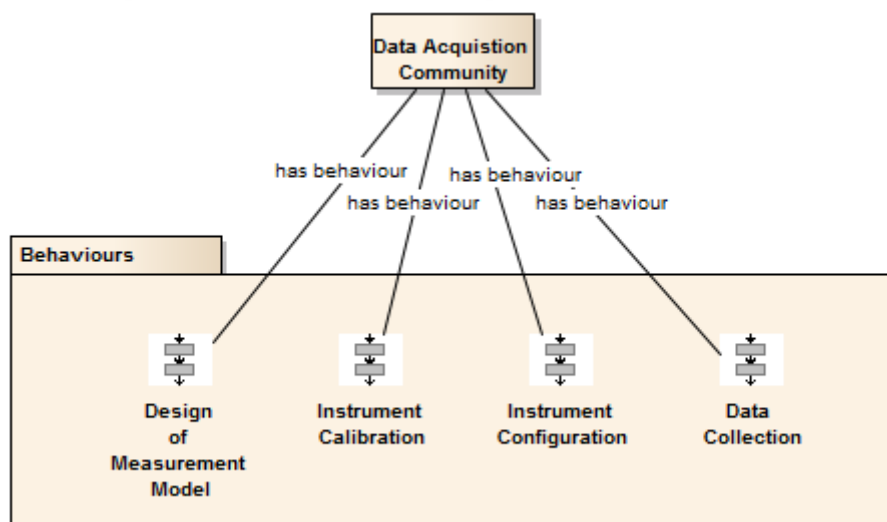 Data Acquistion
Community
has behaviour
has behaviour
has behaviour
has behaviour
Behaviours
Design
of
Measurement
Model
Instrument
Calibration
Instrument
Configuration
Data
Collection